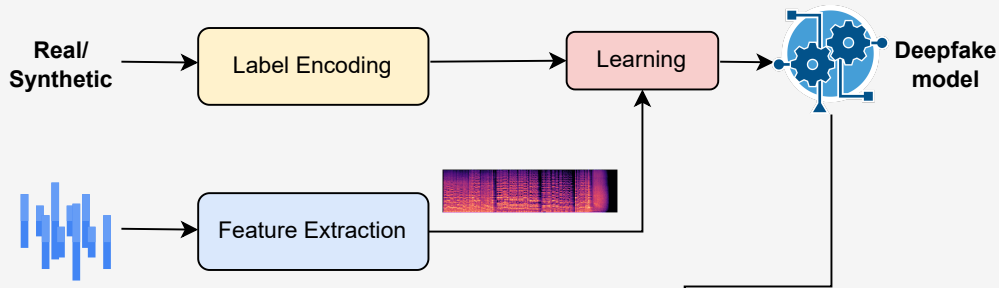 Real/
Synthetic
Label Encoding
Learning
Deepfake
model
Feature Extraction